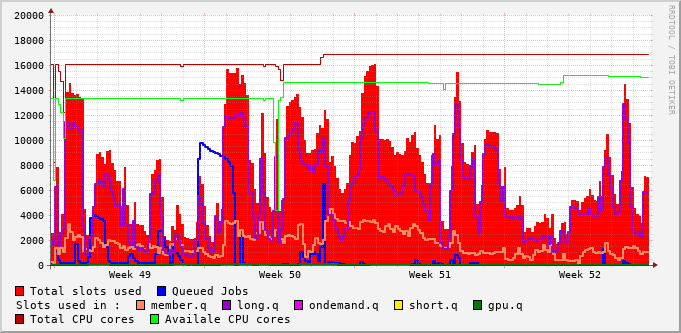 20000
18000
16000
14000
12000
10000
8000
6000
4000
2000
0
Week 49 Week 50 Week 51 Week 52
RRDTOOL / TOBI OETIKER
Total slots used Queued Jobs
Slots used in : member.q long.q ondemand.q short.q gpu.q
Total CPU cores Availale CPU cores